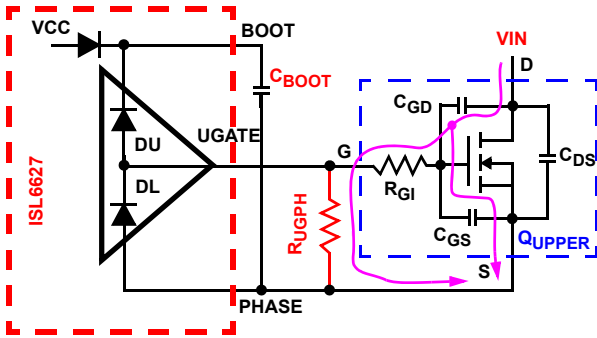 VCC
BOOT
VIN
D
CBOOT
CGD
DU
UGATE
G
CDS
DL
RGI
ISL6627
RUGPH
CGS
QUPPER
S
PHASE